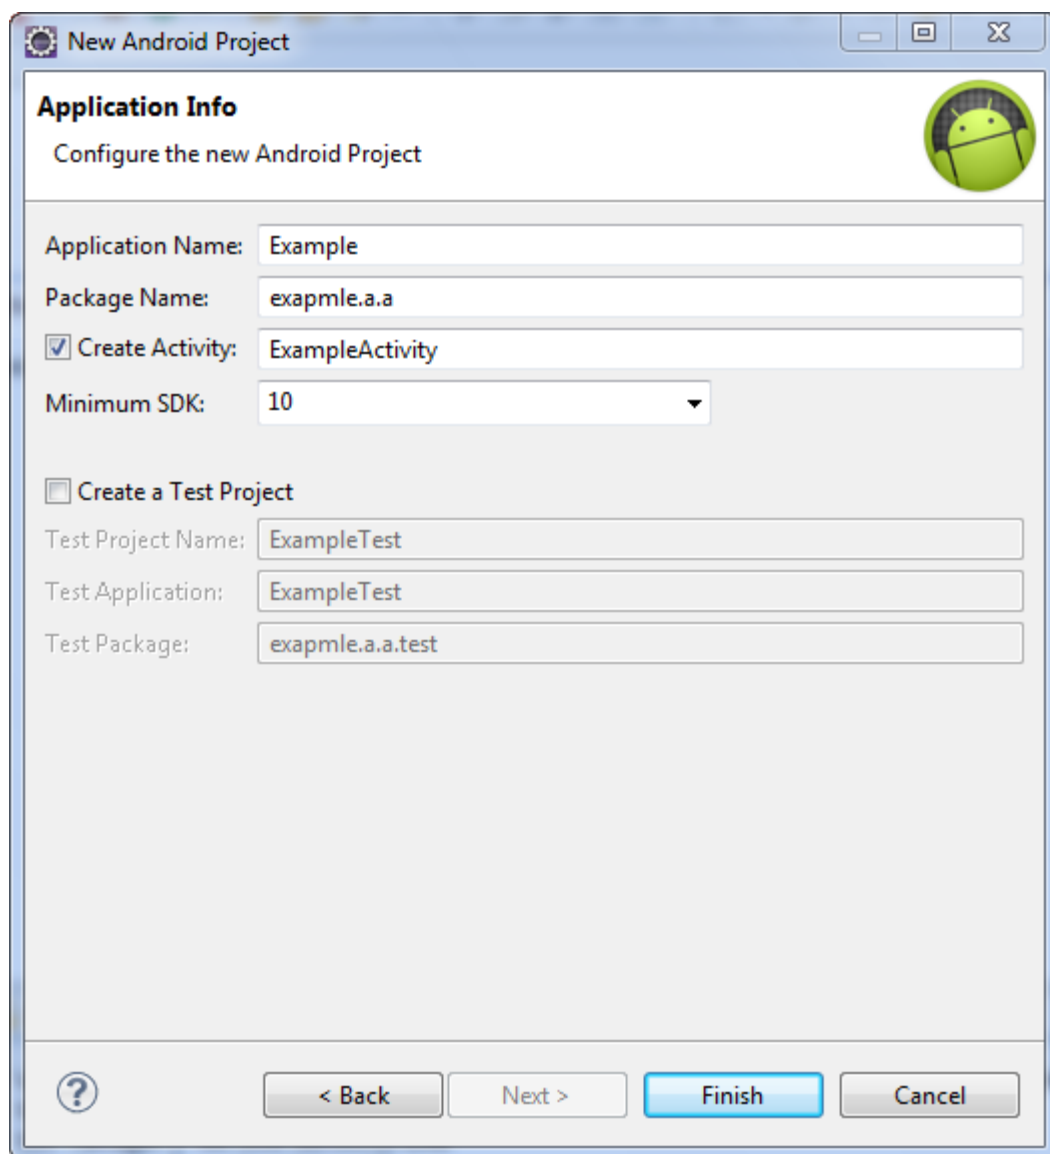 New Android Project
Application Info
Configure the new Android Project
Application Name: Example
Package Name: exapmle.a.a
Create Activity: ExampleActivity
Minimum SDK: 10
Create a Test Project
Test Project Name: ExampleTest
Test Application: ExampleTest
Test Package: exapmle.a.a.test
? < Back Next > Finish Cancel